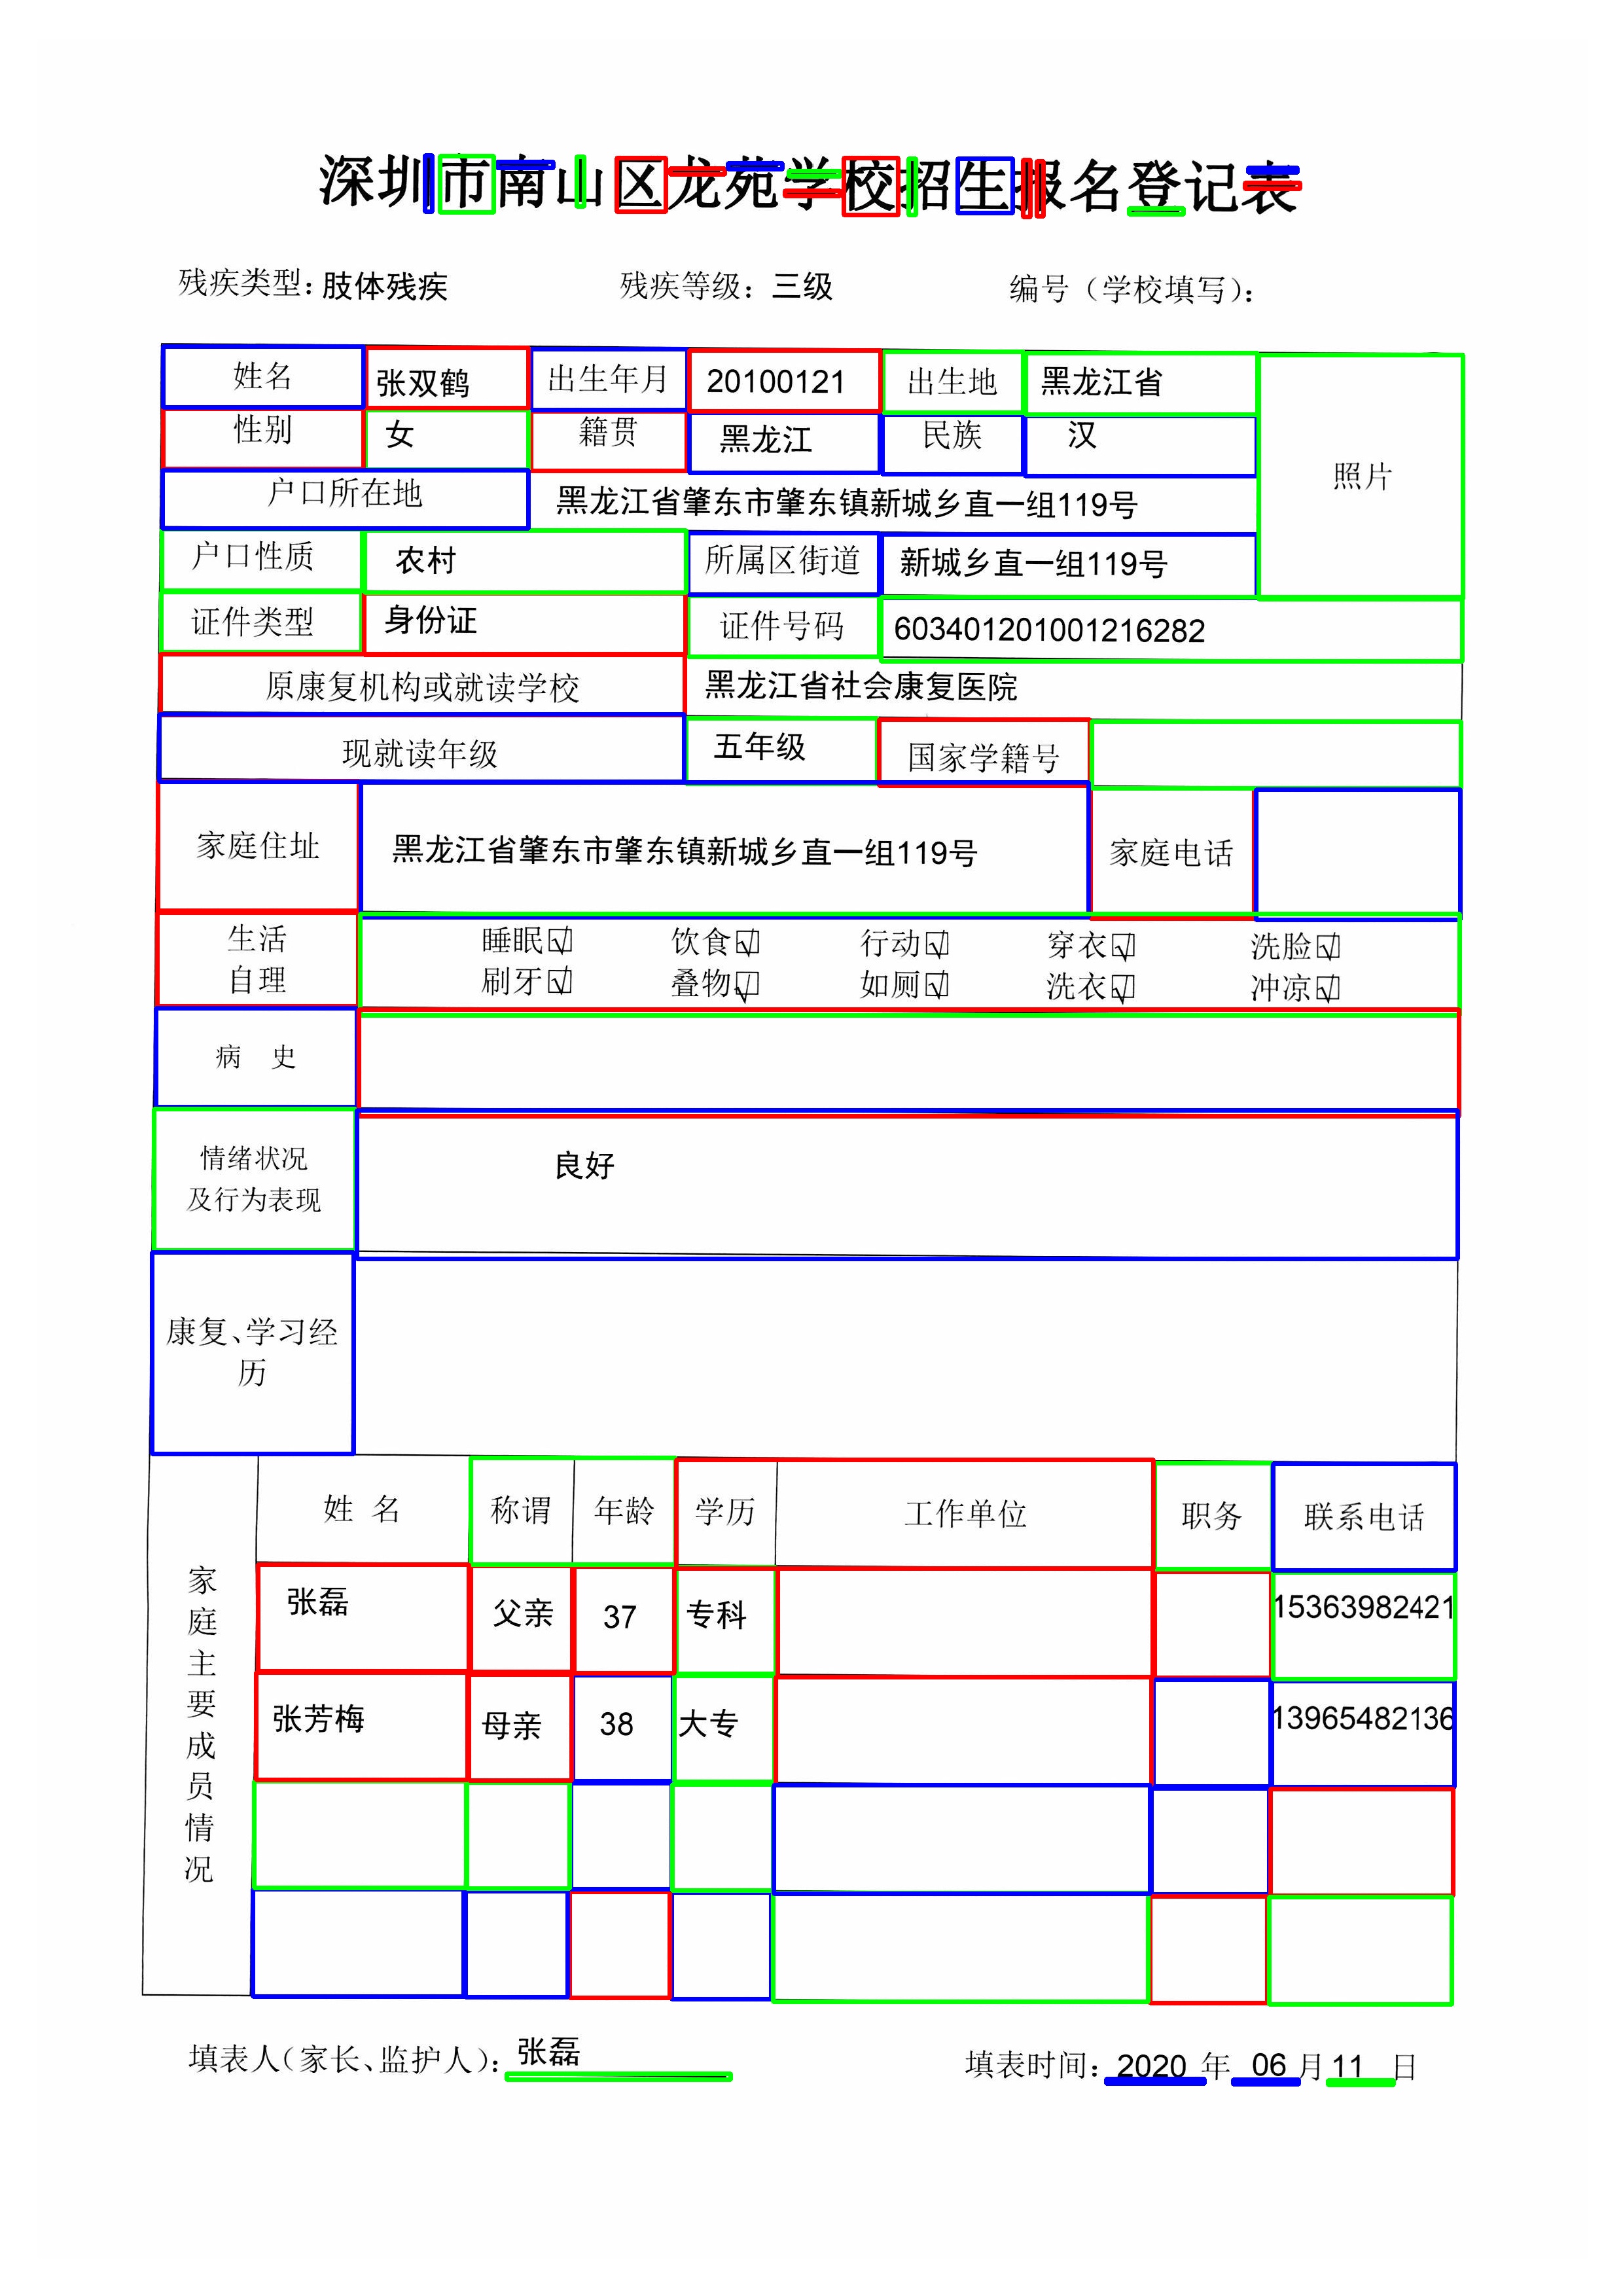 深圳市南山区龙苑学校招生报名登记表
残疾类型：肢体残疾 残疾等级：三级 编号（学校填写）：
姓名 张双鹤 出生年月 20100121 出生地 黑龙江省 照片
性别 女 籍贯 黑龙江 民族 汉
户口所在地 黑龙江省肇东市肇东镇新城乡直一组119号
户口性质 农村 所属区街道 新城乡直一组119号
证件类型 身份证 证件号码 603401201001216282
原康复机构或就读学校 黑龙江省社会康复医院
现就读年级 五年级 国家学籍号
家庭住址 黑龙江省肇东市肇东镇新城乡直一组119号 家庭电话
生活 睡眠☑ 饮食☑ 行动☑ 穿衣☑ 洗脸☑
自理 刷牙☑ 叠物☑ 如厕☑ 洗衣☑ 冲凉☑
病 史
情绪状况
及行为表现 良好
康复、学习经
历
家庭主要成员情况
姓 名 称谓 年龄 学历 工作单位 职务 联系电话
张磊 父亲 37 专科 15363982421
张芳梅 母亲 38 大专 13965482136
填表人（家长、监护人）：张磊 填表时间：2020 年 06 月 11 日